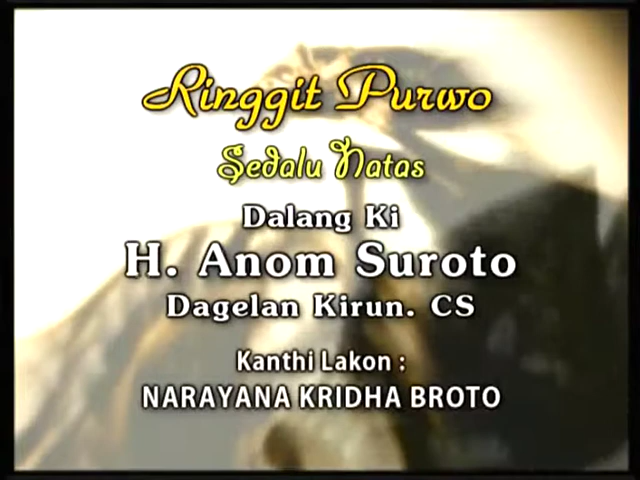 Ringgit Purwo
Sedalu Natas
Dalang Ki
H. Anom Suroto
Dagelan Kirun. CS
Kanthi Lakon :
NARAYANA KRIDHA BROTO